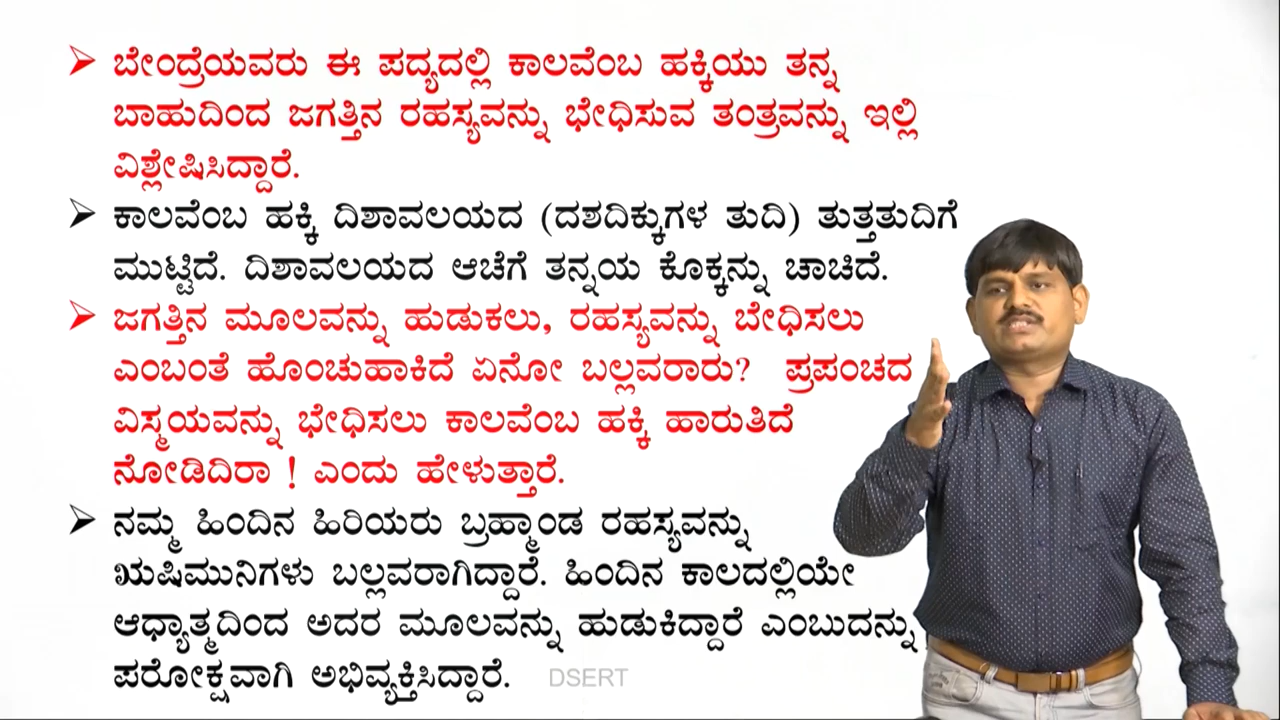 ➢ ಬೇಂದ್ರೆಯವರು ಈ ಪದ್ಯದಲ್ಲಿ ಕಾಲವೆಂಬ ಹಕ್ಕಿಯು ತನ್ನ
ಬಾಹುದಿಂದ ಜಗತ್ತಿನ ರಹಸ್ಯವನ್ನು ಭೇಧಿಸುವ ತಂತ್ರವನ್ನು ಇಲ್ಲಿ
ವಿಶ್ಲೇಷಿಸಿದ್ದಾರೆ.
➢ ಕಾಲವೆಂಬ ಹಕ್ಕಿ ದಿಶಾವಲಯದ (ದಶದಿಕ್ಕುಗಳ ತುದಿ) ತುತ್ತತುದಿಗೆ
ಮುಟ್ಟಿದೆ. ದಿಶಾವಲಯದ ಆಚೆಗೆ ತನ್ನಯ ಕೊಕ್ಕನ್ನು ಚಾಚಿದೆ.
➢ ಜಗತ್ತಿನ ಮೂಲವನ್ನು ಹುಡುಕಲು, ರಹಸ್ಯವನ್ನು ಬೇಧಿಸಲು
ಎಂಬಂತೆ ಹೊಂಚುಹಾಕಿದೆ ಏನೋ ಬಲ್ಲವರಾರು? ಪ್ರಪಂಚದ
ವಿಸ್ಮಯವನ್ನು ಭೇಧಿಸಲು ಕಾಲವೆಂಬ ಹಕ್ಕಿ ಹಾರುತಿದೆ
ನೋಡಿದಿರಾ ! ಎಂದು ಹೇಳುತ್ತಾರೆ.
➢ ನಮ್ಮ ಹಿಂದಿನ ಹಿರಿಯರು ಬ್ರಹ್ಮಾಂಡ ರಹಸ್ಯವನ್ನು
ಋಷಿಮುನಿಗಳು ಬಲ್ಲವರಾಗಿದ್ದಾರೆ. ಹಿಂದಿನ ಕಾಲದಲ್ಲಿಯೇ
ಆಧ್ಯಾತ್ಮದಿಂದ ಅದರ ಮೂಲವನ್ನು ಹುಡುಕಿದ್ದಾರೆ ಎಂಬುದನ್ನು
ಪರೋಕ್ಷವಾಗಿ ಅಭಿವ್ಯಕ್ತಿಸಿದ್ದಾರೆ.
DSERT